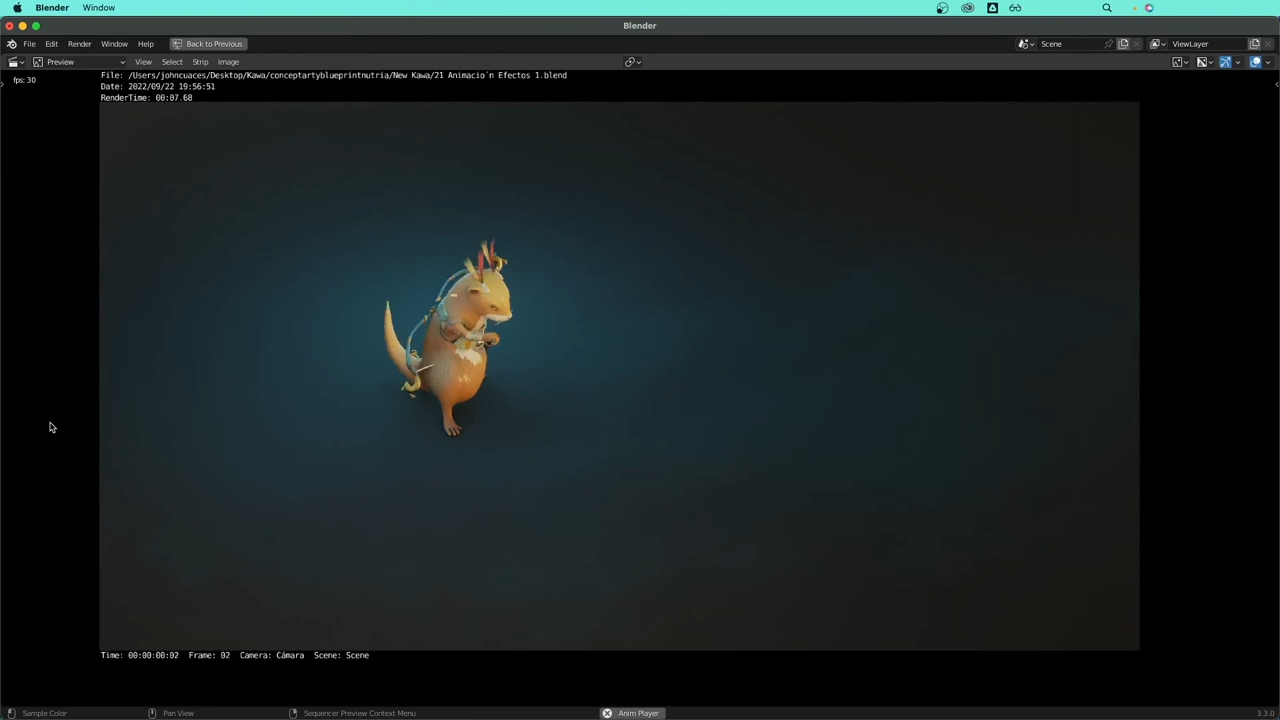 Blender Window
Blender
File Edit Render Window Help Back to Previous Scene ViewLayer
Preview View Select Strip Image
fps: 30
File: /Users/johncuaces/Desktop/Kawa/conceptartyblueprintnutria/New Kawa/21 Animacio`n Efectos 1.blend
Date: 2022/09/22 19:56:51
RenderTime: 00:07.68
Time: 00:00:00:02 Frame: 02 Camera: Cámara Scene: Scene
Sample Color Pan View Sequencer Preview Context Menu Anim Player 3.3.0